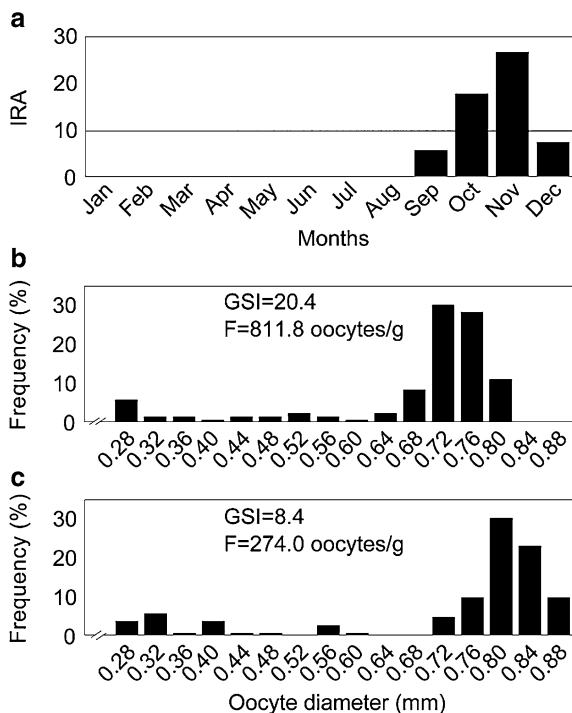 a
30
20
10
0
IRA
Jan Feb Mar Apr May Jun Jul Aug Sep Oct Nov Dec
Months
b
30
20
10
0
Frequency (%)
GSI=20.4
F=811.8 oocytes/g
0.28 0.32 0.36 0.40 0.44 0.48 0.52 0.56 0.60 0.64 0.68 0.72 0.76 0.80 0.84 0.88
c
30
20
10
0
Frequency (%)
GSI=8.4
F=274.0 oocytes/g
0.28 0.32 0.36 0.40 0.44 0.48 0.52 0.56 0.60 0.64 0.68 0.72 0.76 0.80 0.84 0.88
Oocyte diameter (mm)